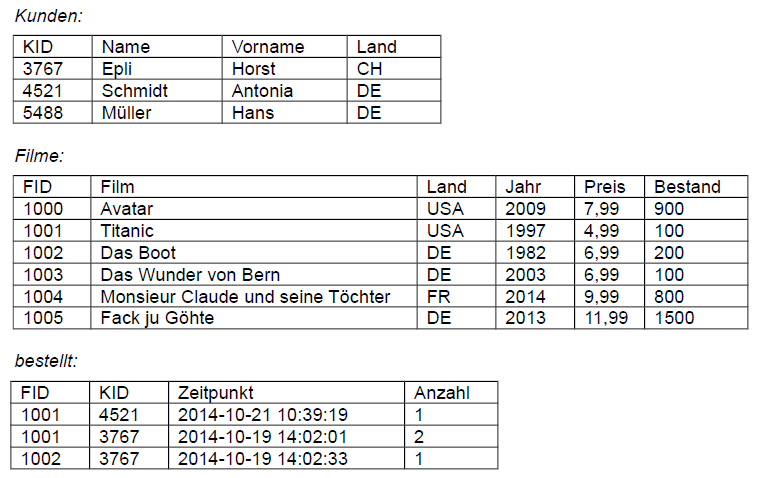 Kunden:
KID Name Vorname Land
3767 Epli Horst CH
4521 Schmidt Antonia DE
5488 Müller Hans DE
Filme:
FID Film Land Jahr Preis Bestand
1000 Avatar USA 2009 7,99 900
1001 Titanic USA 1997 4,99 100
1002 Das Boot DE 1982 6,99 200
1003 Das Wunder von Bern DE 2003 6,99 100
1004 Monsieur Claude und seine Töchter FR 2014 9,99 800
1005 Fack ju Göhte DE 2013 11,99 1500
bestellt:
FID KID Zeitpunkt Anzahl
1001 4521 2014-10-21 10:39:19 1
1001 3767 2014-10-19 14:02:01 2
1002 3767 2014-10-19 14:02:33 1